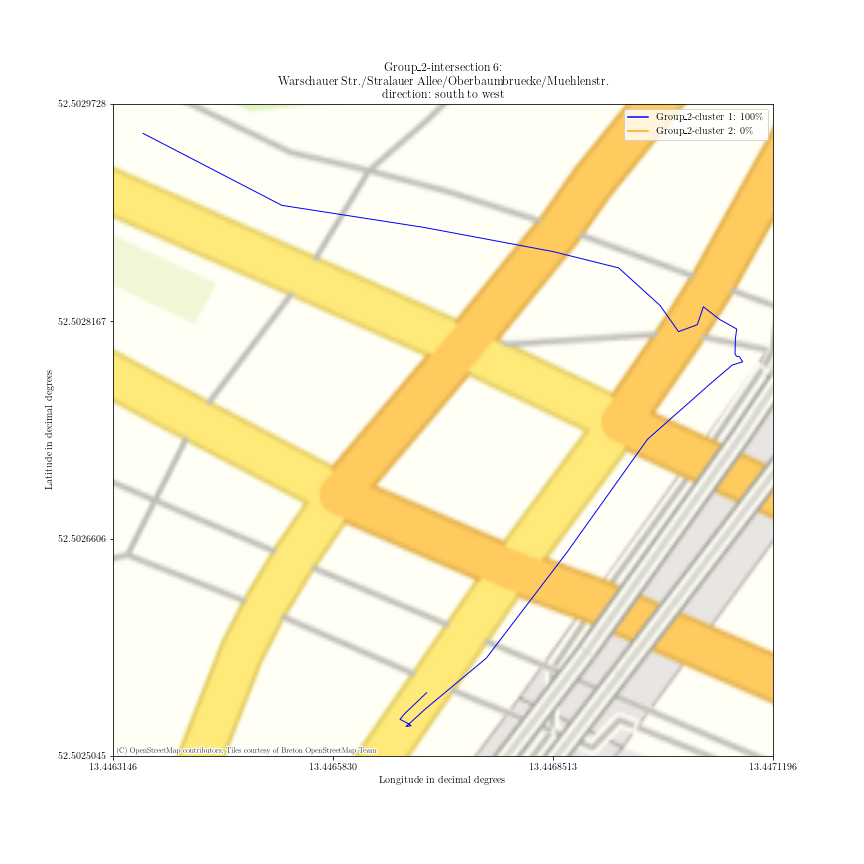 Group_2-intersection 6:
Warschauer Str./Stralauer Allee/Oberbaumbruecke/Muehlenstr.
direction: south to west
52.5029728
Group_2-cluster 1: 100%
Group_2-cluster 2: 0%
52.5028167
Latitude in decimal degrees
52.5026606
52.5025045
(C) OpenStreetMap contributors, Tiles courtesy of Breton OpenStreetMap Team
13.4463146 13.4465830 13.4468513 13.4471196
Longitude in decimal degrees